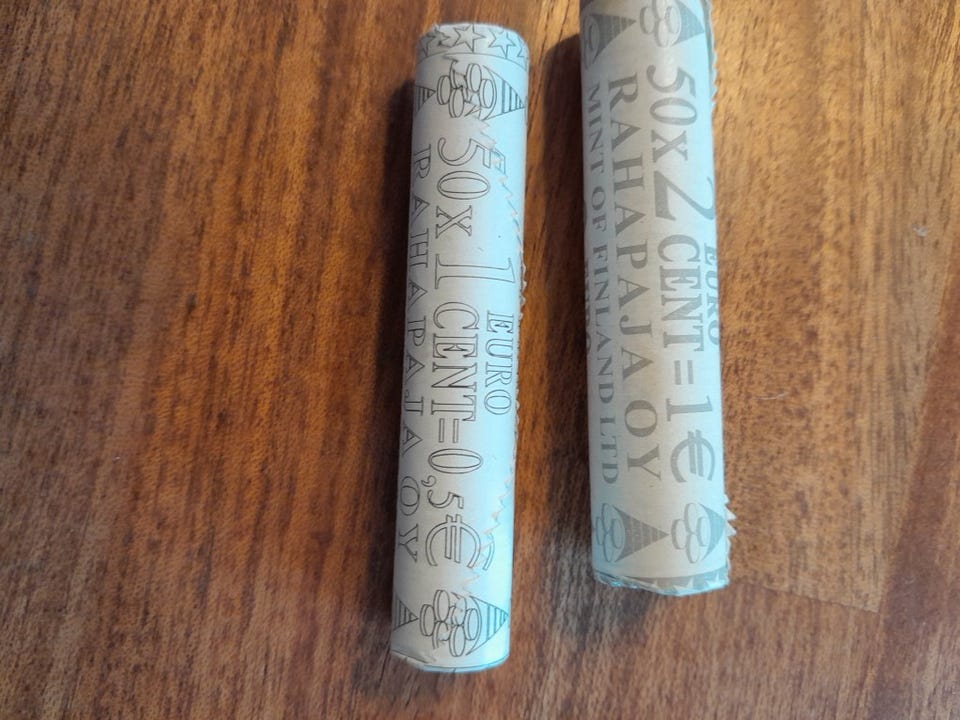 EURO
50x1 CENT=0,5€
RAHAPAJA OY
EURO
50x2 CENT=1€
RAHAPAJA OY
MINT OF FINLAND LTD